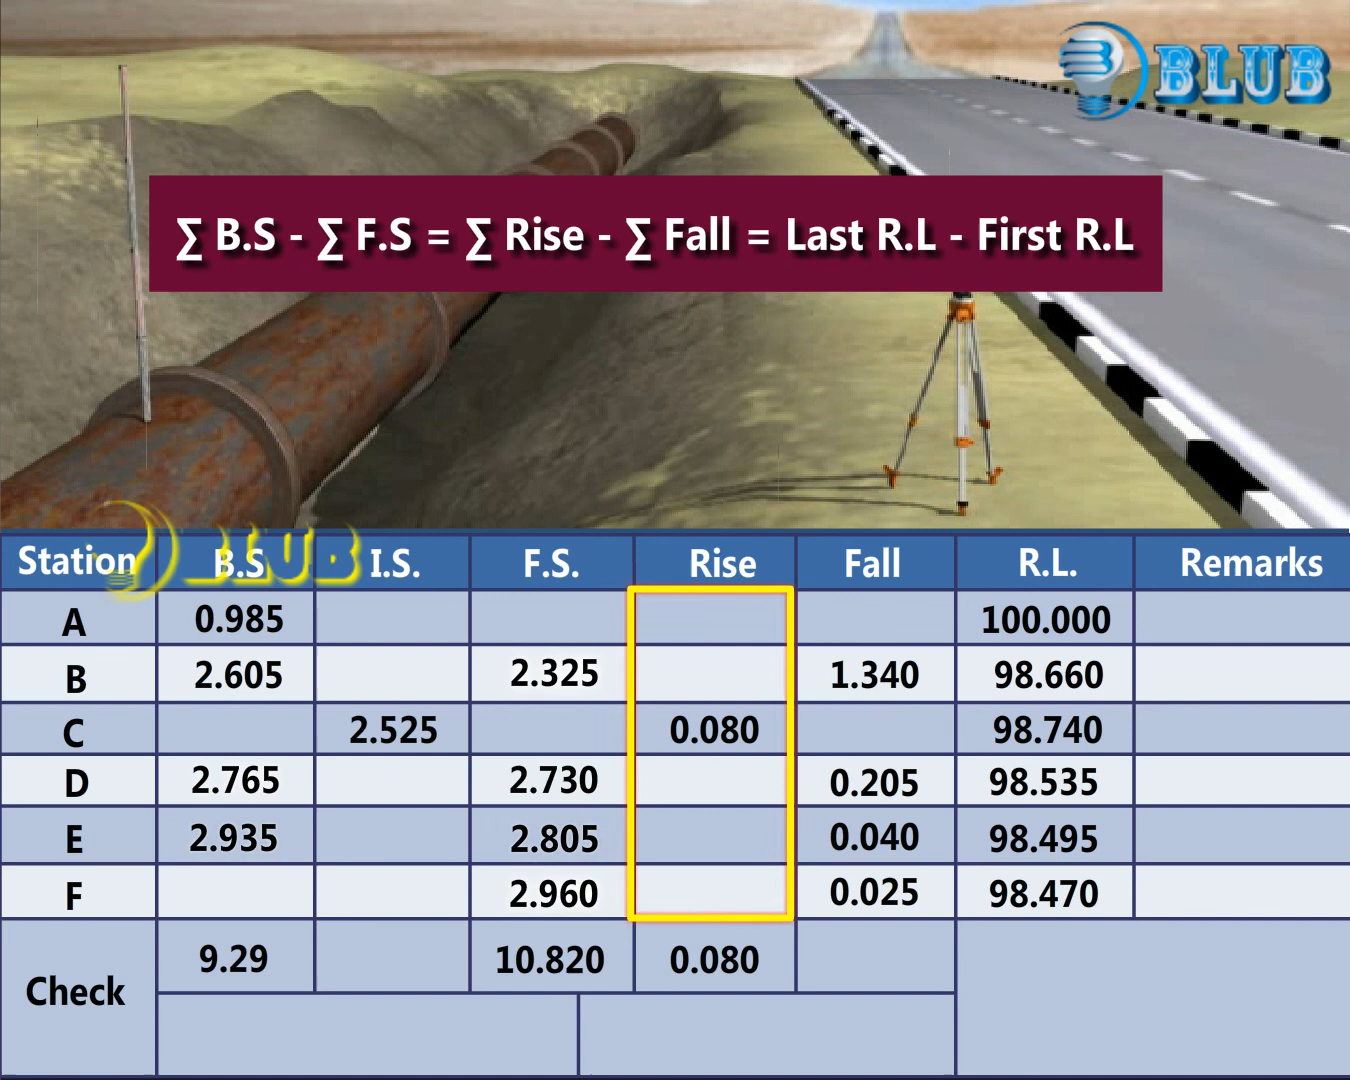 BLUB
∑ B.S - ∑ F.S = ∑ Rise - ∑ Fall = Last R.L - First R.L
BLUB
Station B.S I.S. F.S. Rise Fall R.L. Remarks
A 0.985 100.000
B 2.605 2.325 1.340 98.660
C 2.525 0.080 98.740
D 2.765 2.730 0.205 98.535
E 2.935 2.805 0.040 98.495
F 2.960 0.025 98.470
Check 9.29 10.820 0.080